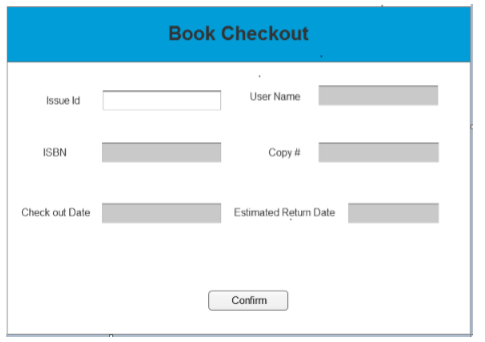 Book Checkout
Issue Id
User Name
ISBN
Copy #
Check out Date
Estimated Return Date
Confirm